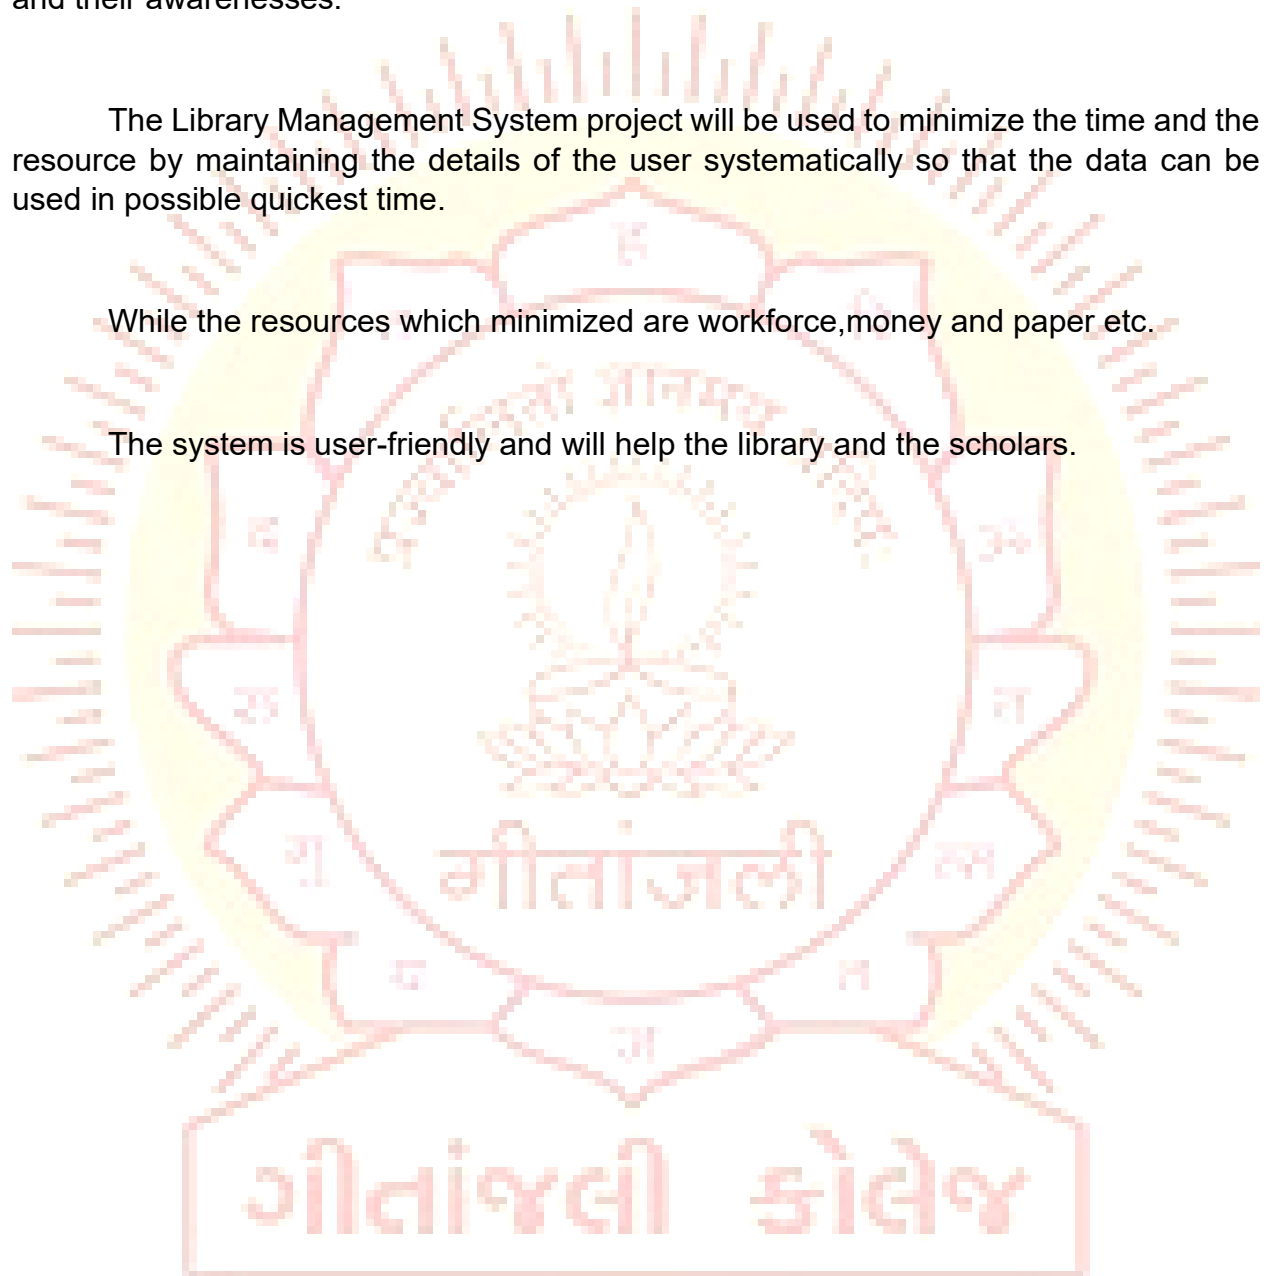 and their awarenesses.
The Library Management System project will be used to minimize the time and the
resource by maintaining the details of the user systematically so that the data can be
used in possible quickest time.
While the resources which minimized are workforce,money and paper etc.
The system is user-friendly and will help the library and the scholars.
गीतांजली
ગીતાંજલી કોલેજ